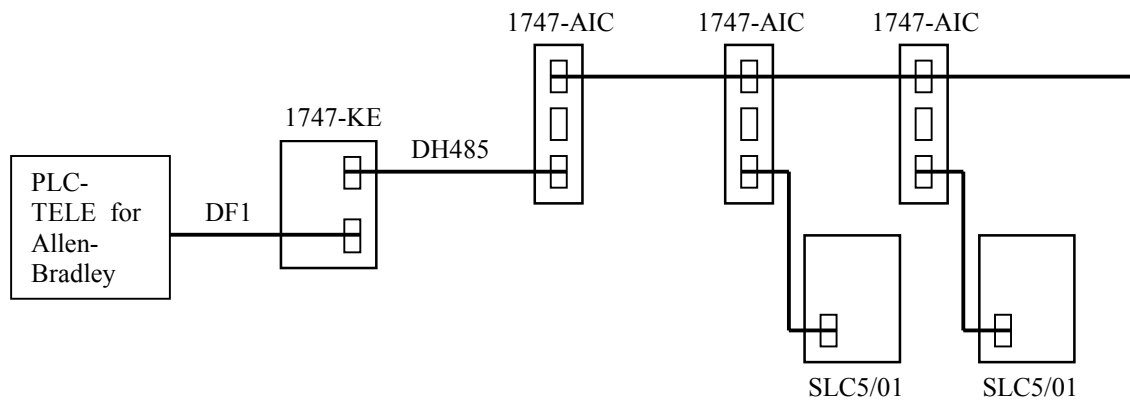 1747-AIC
1747-AIC
1747-AIC
1747-KE
DH485
PLC-
TELE for
Allen-
Bradley
DF1
SLC5/01
SLC5/01